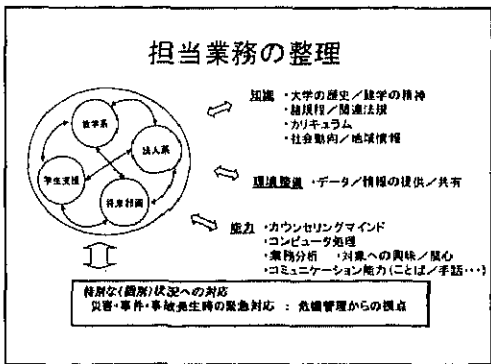 担当業務の整理
教学系
法人系
学生支援
将来計画
知識 ・大学の歴史／建学の精神
・諸規程／関連法規
・カリキュラム
・社会動向／地域情報
環境整備 ・データ／情報の提供／共有
能力 ・カウンセリングマインド
・コンピュータ処理
・業務分析 ・対象への興味／関心
・コミュニケーション能力(ことば／手話･･･)
特別な(個別)状況への対応
災害・事件・事故発生時の緊急対応 : 危機管理からの視点